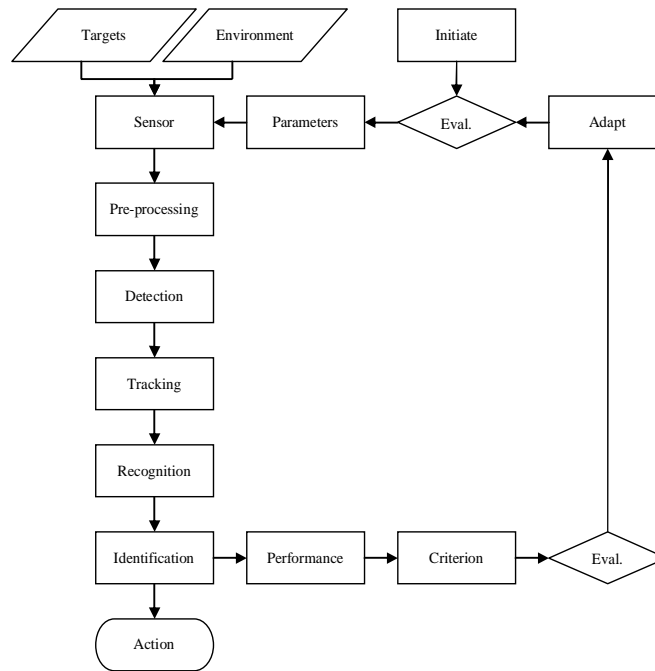 Targets
Environment
Initiate
Sensor
Parameters
Eval.
Adapt
Pre-processing
Detection
Tracking
Recognition
Identification
Performance
Criterion
Eval.
Action